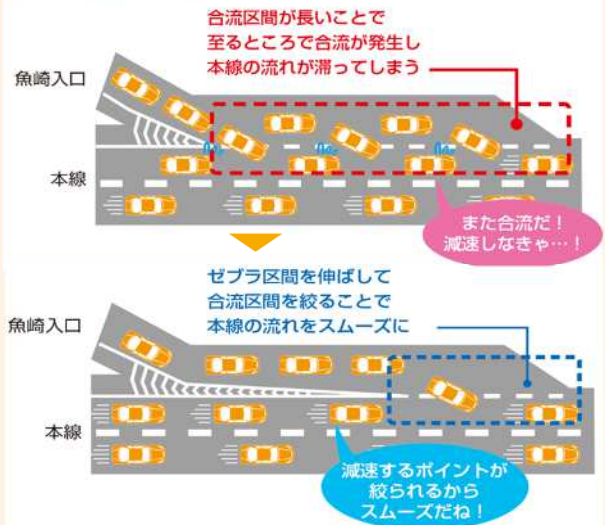 合流区間が長いことで
至るところで合流が発生し
本線の流れが滞ってしまう
魚崎入口
本線
また合流だ！
減速しなきゃ…！
ゼブラ区間を伸ばして
合流区間を絞ることで
本線の流れをスムーズに
魚崎入口
本線
減速するポイントが
絞られるから
スムーズだね！